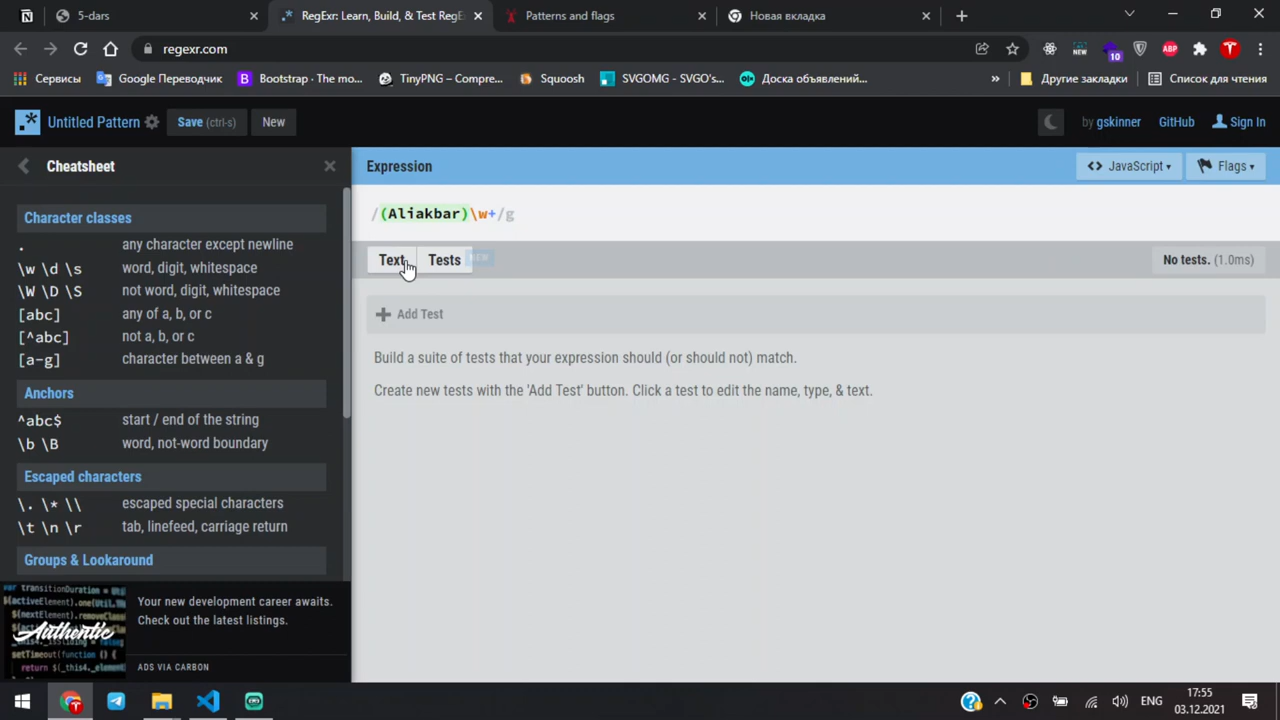 5-dars
RegExr: Learn, Build, & Test RegE
Patterns and flags
Новая вкладка
regexr.com
10
Сервисы
Google Переводчик
Bootstrap · The mo...
TinyPNG – Compre...
Squoosh
SVGOMG - SVGO's...
Доска объявлений...
»
Другие закладки
Список для чтения
Untitled Pattern
Save (ctrl-s)
New
by gskinner
GitHub
Sign In
Cheatsheet
Character classes
. any character except newline
\w \d \s word, digit, whitespace
\W \D \S not word, digit, whitespace
[abc] any of a, b, or c
[^abc] not a, b, or c
[a-g] character between a & g
Anchors
^abc$ start / end of the string
\b \B word, not-word boundary
Escaped characters
\. \* \\ escaped special characters
\t \n \r tab, linefeed, carriage return
Groups & Lookaround
Authentic
Your new development career awaits.
Check out the latest listings.
ADS VIA CARBON
Expression
<> JavaScript
Flags
/(Aliakbar)\w+/g
Text
Tests
NEW
No tests. (1.0ms)
Add Test
Build a suite of tests that your expression should (or should not) match.
Create new tests with the 'Add Test' button. Click a test to edit the name, type, & text.
ENG
17:55
03.12.2021